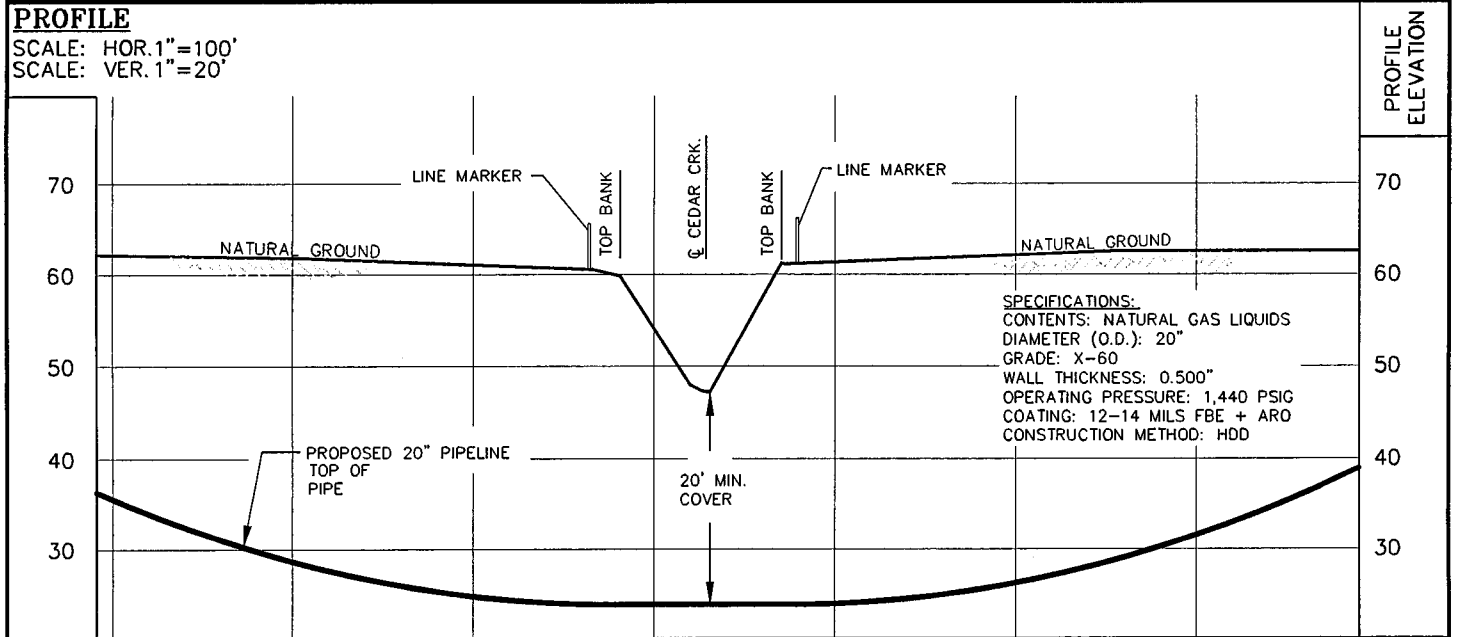 PROFILE
SCALE: HOR.1"=100'
SCALE: VER.1"=20'
PROFILE
ELEVATION
LINE MARKER
TOP BANK
℄ CEDAR CRK.
TOP BANK
LINE MARKER
70
70
NATURAL GROUND
NATURAL GROUND
60
60
SPECIFICATIONS:
CONTENTS: NATURAL GAS LIQUIDS
DIAMETER (O.D.): 20"
GRADE: X-60
WALL THICKNESS: 0.500"
OPERATING PRESSURE: 1,440 PSIG
COATING: 12-14 MILS FBE + ARO
CONSTRUCTION METHOD: HDD
50
50
PROPOSED 20" PIPELINE
TOP OF
PIPE
40
40
20' MIN.
COVER
30
30